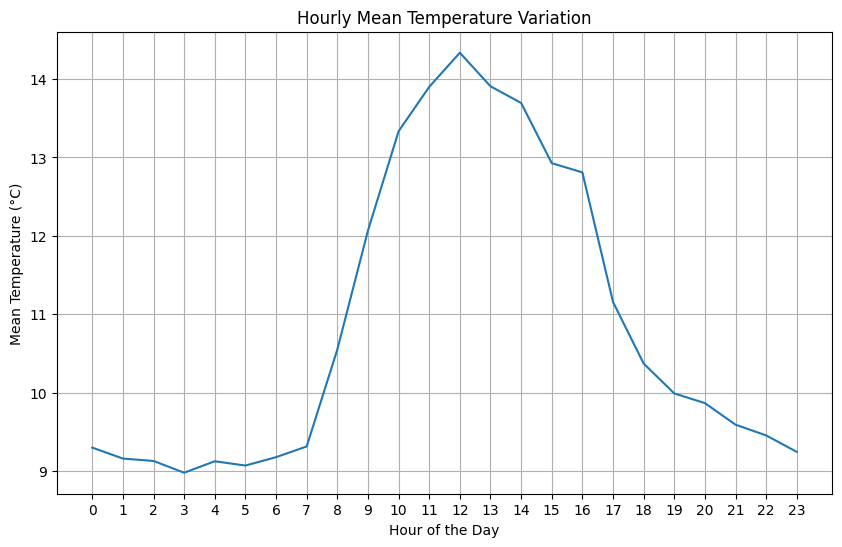 Hourly Mean Temperature Variation
Mean Temperature (°C)
14
13
12
11
10
9
0 1 2 3 4 5 6 7 8 9 10 11 12 13 14 15 16 17 18 19 20 21 22 23
Hour of the Day